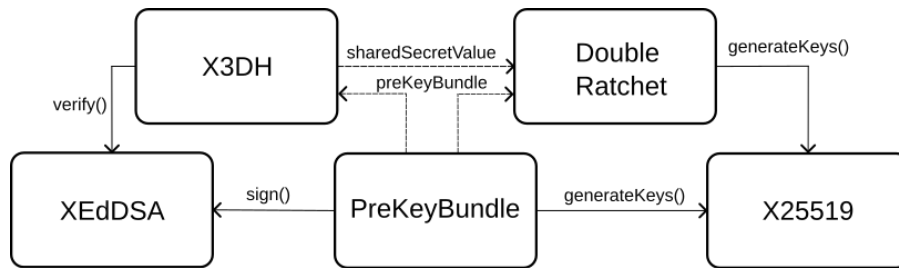 X3DH
sharedSecretValue
preKeyBundle
Double
Ratchet
generateKeys()
verify()
XEdDSA
sign()
PreKeyBundle
generateKeys()
X25519